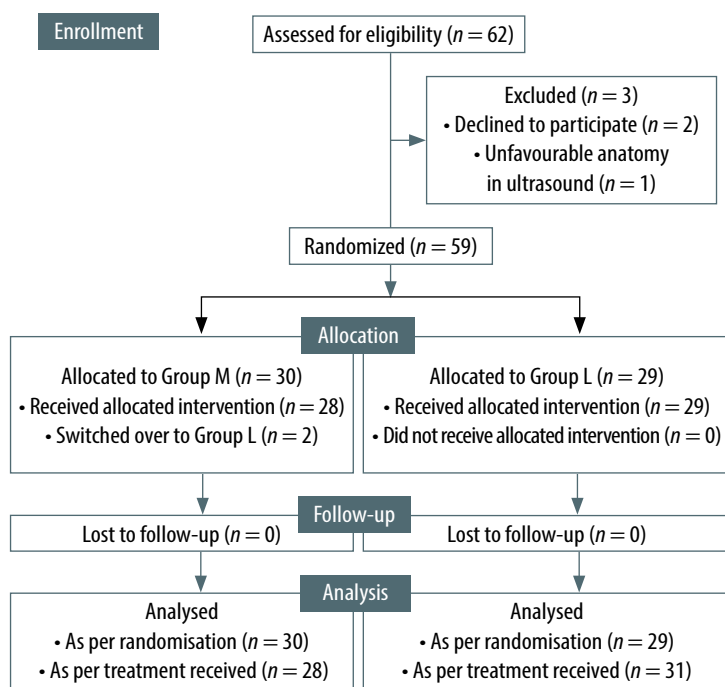 Enrollment
Assessed for eligibility (n = 62)
Excluded (n = 3)
• Declined to participate (n = 2)
• Unfavourable anatomy
in ultrasound (n = 1)
Randomized (n = 59)
Allocation
Allocated to Group M (n = 30)
• Received allocated intervention (n = 28)
• Switched over to Group L (n = 2)
Allocated to Group L (n = 29)
• Received allocated intervention (n = 29)
• Did not receive allocated intervention (n = 0)
Follow-up
Lost to follow-up (n = 0)
Lost to follow-up (n = 0)
Analysis
Analysed
• As per randomisation (n = 30)
• As per treatment received (n = 28)
Analysed
• As per randomisation (n = 29)
• As per treatment received (n = 31)